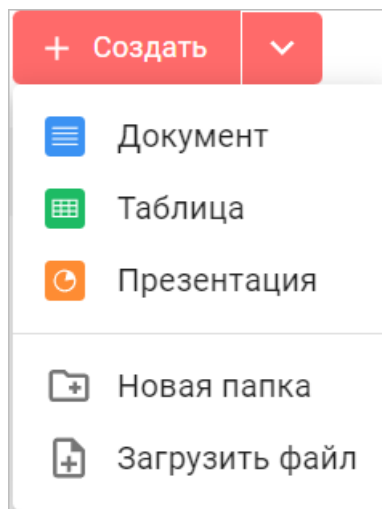 Создать
Документ
Таблица
Презентация
Новая папка
Загрузить файл